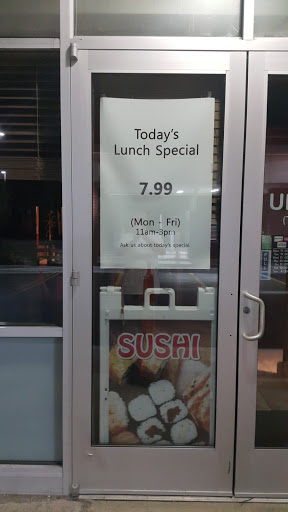 Today's
Lunch Special
7.99
(Mon - Fri)
11am-3pm
Ask us about today's special
SUSHI